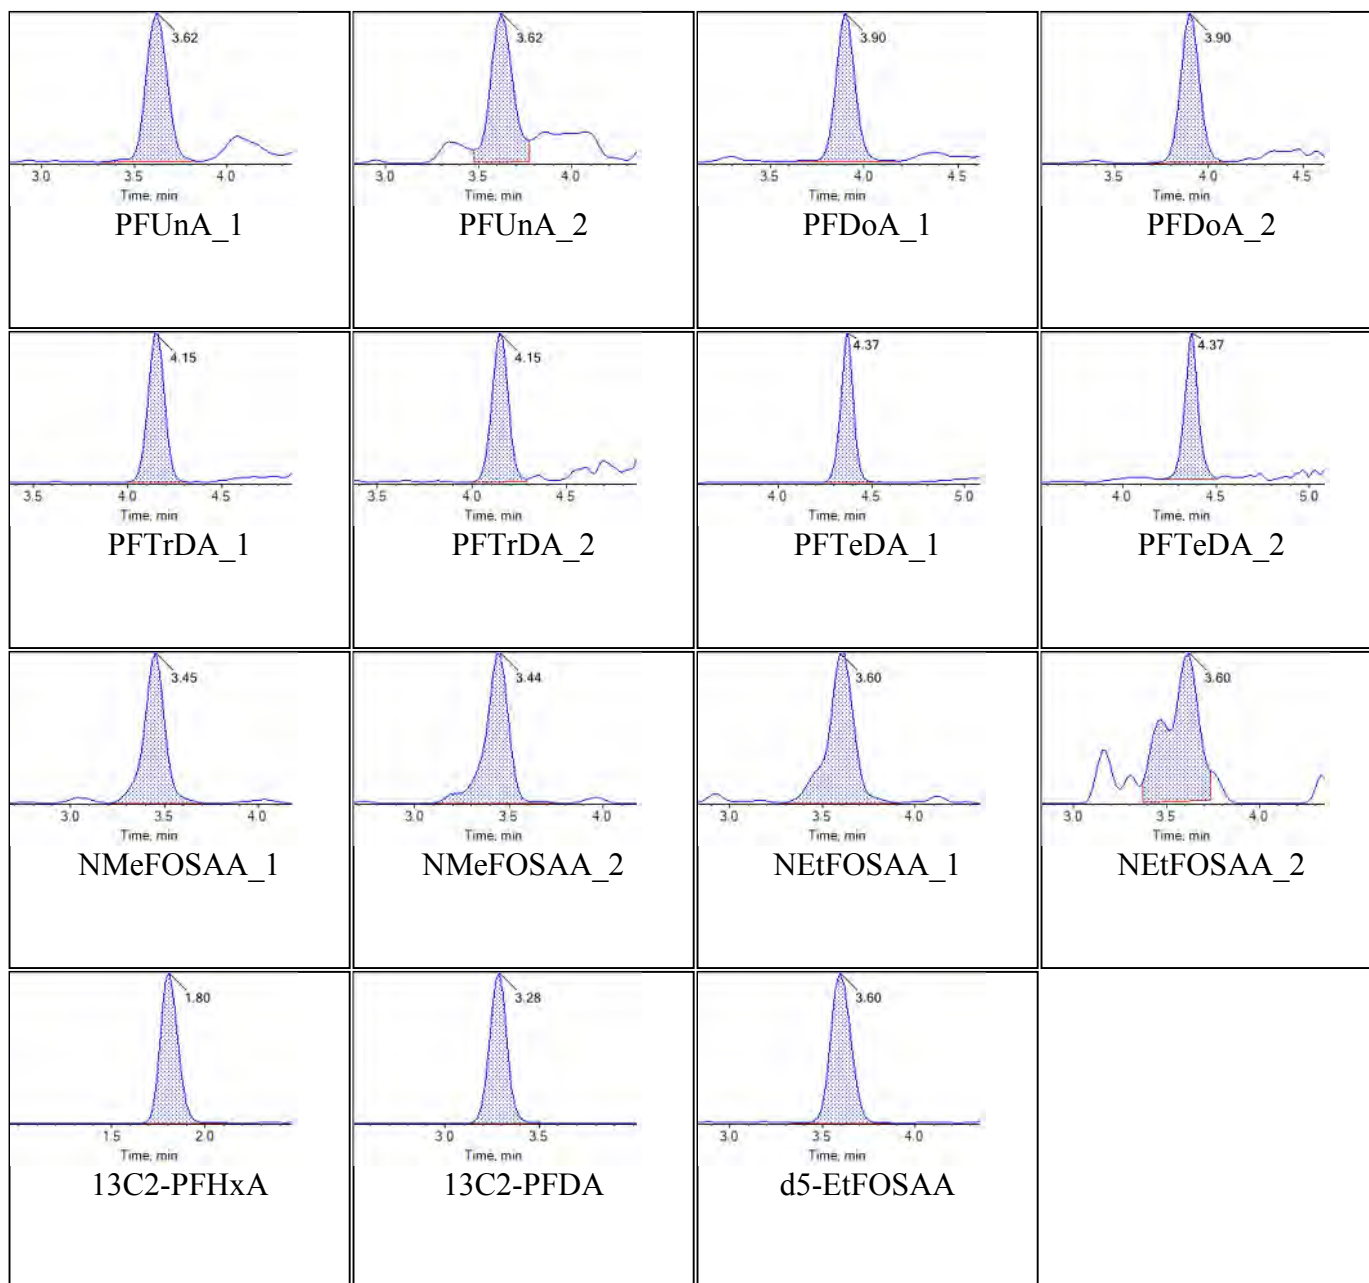 3.62
3.0 3.5 4.0
Time, min
PFUnA_1
3.62
3.0 3.5 4.0
Time, min
PFUnA_2
3.90
3.5 4.0 4.5
Time, min
PFDoA_1
3.90
3.5 4.0 4.5
Time, min
PFDoA_2
4.15
3.5 4.0 4.5
Time, min
PFTrDA_1
4.15
3.5 4.0 4.5
Time, min
PFTrDA_2
4.37
4.0 4.5 5.0
Time, min
PFTeDA_1
4.37
4.0 4.5 5.0
Time, min
PFTeDA_2
3.45
3.0 3.5 4.0
Time, min
NMeFOSAA_1
3.44
3.0 3.5 4.0
Time, min
NMeFOSAA_2
3.60
3.0 3.5 4.0
Time, min
NEtFOSAA_1
3.60
3.0 3.5 4.0
Time, min
NEtFOSAA_2
1.80
1.5 2.0
Time, min
13C2-PFHxA
3.28
3.0 3.5
Time, min
13C2-PFDA
3.60
3.0 3.5 4.0
Time, min
d5-EtFOSAA